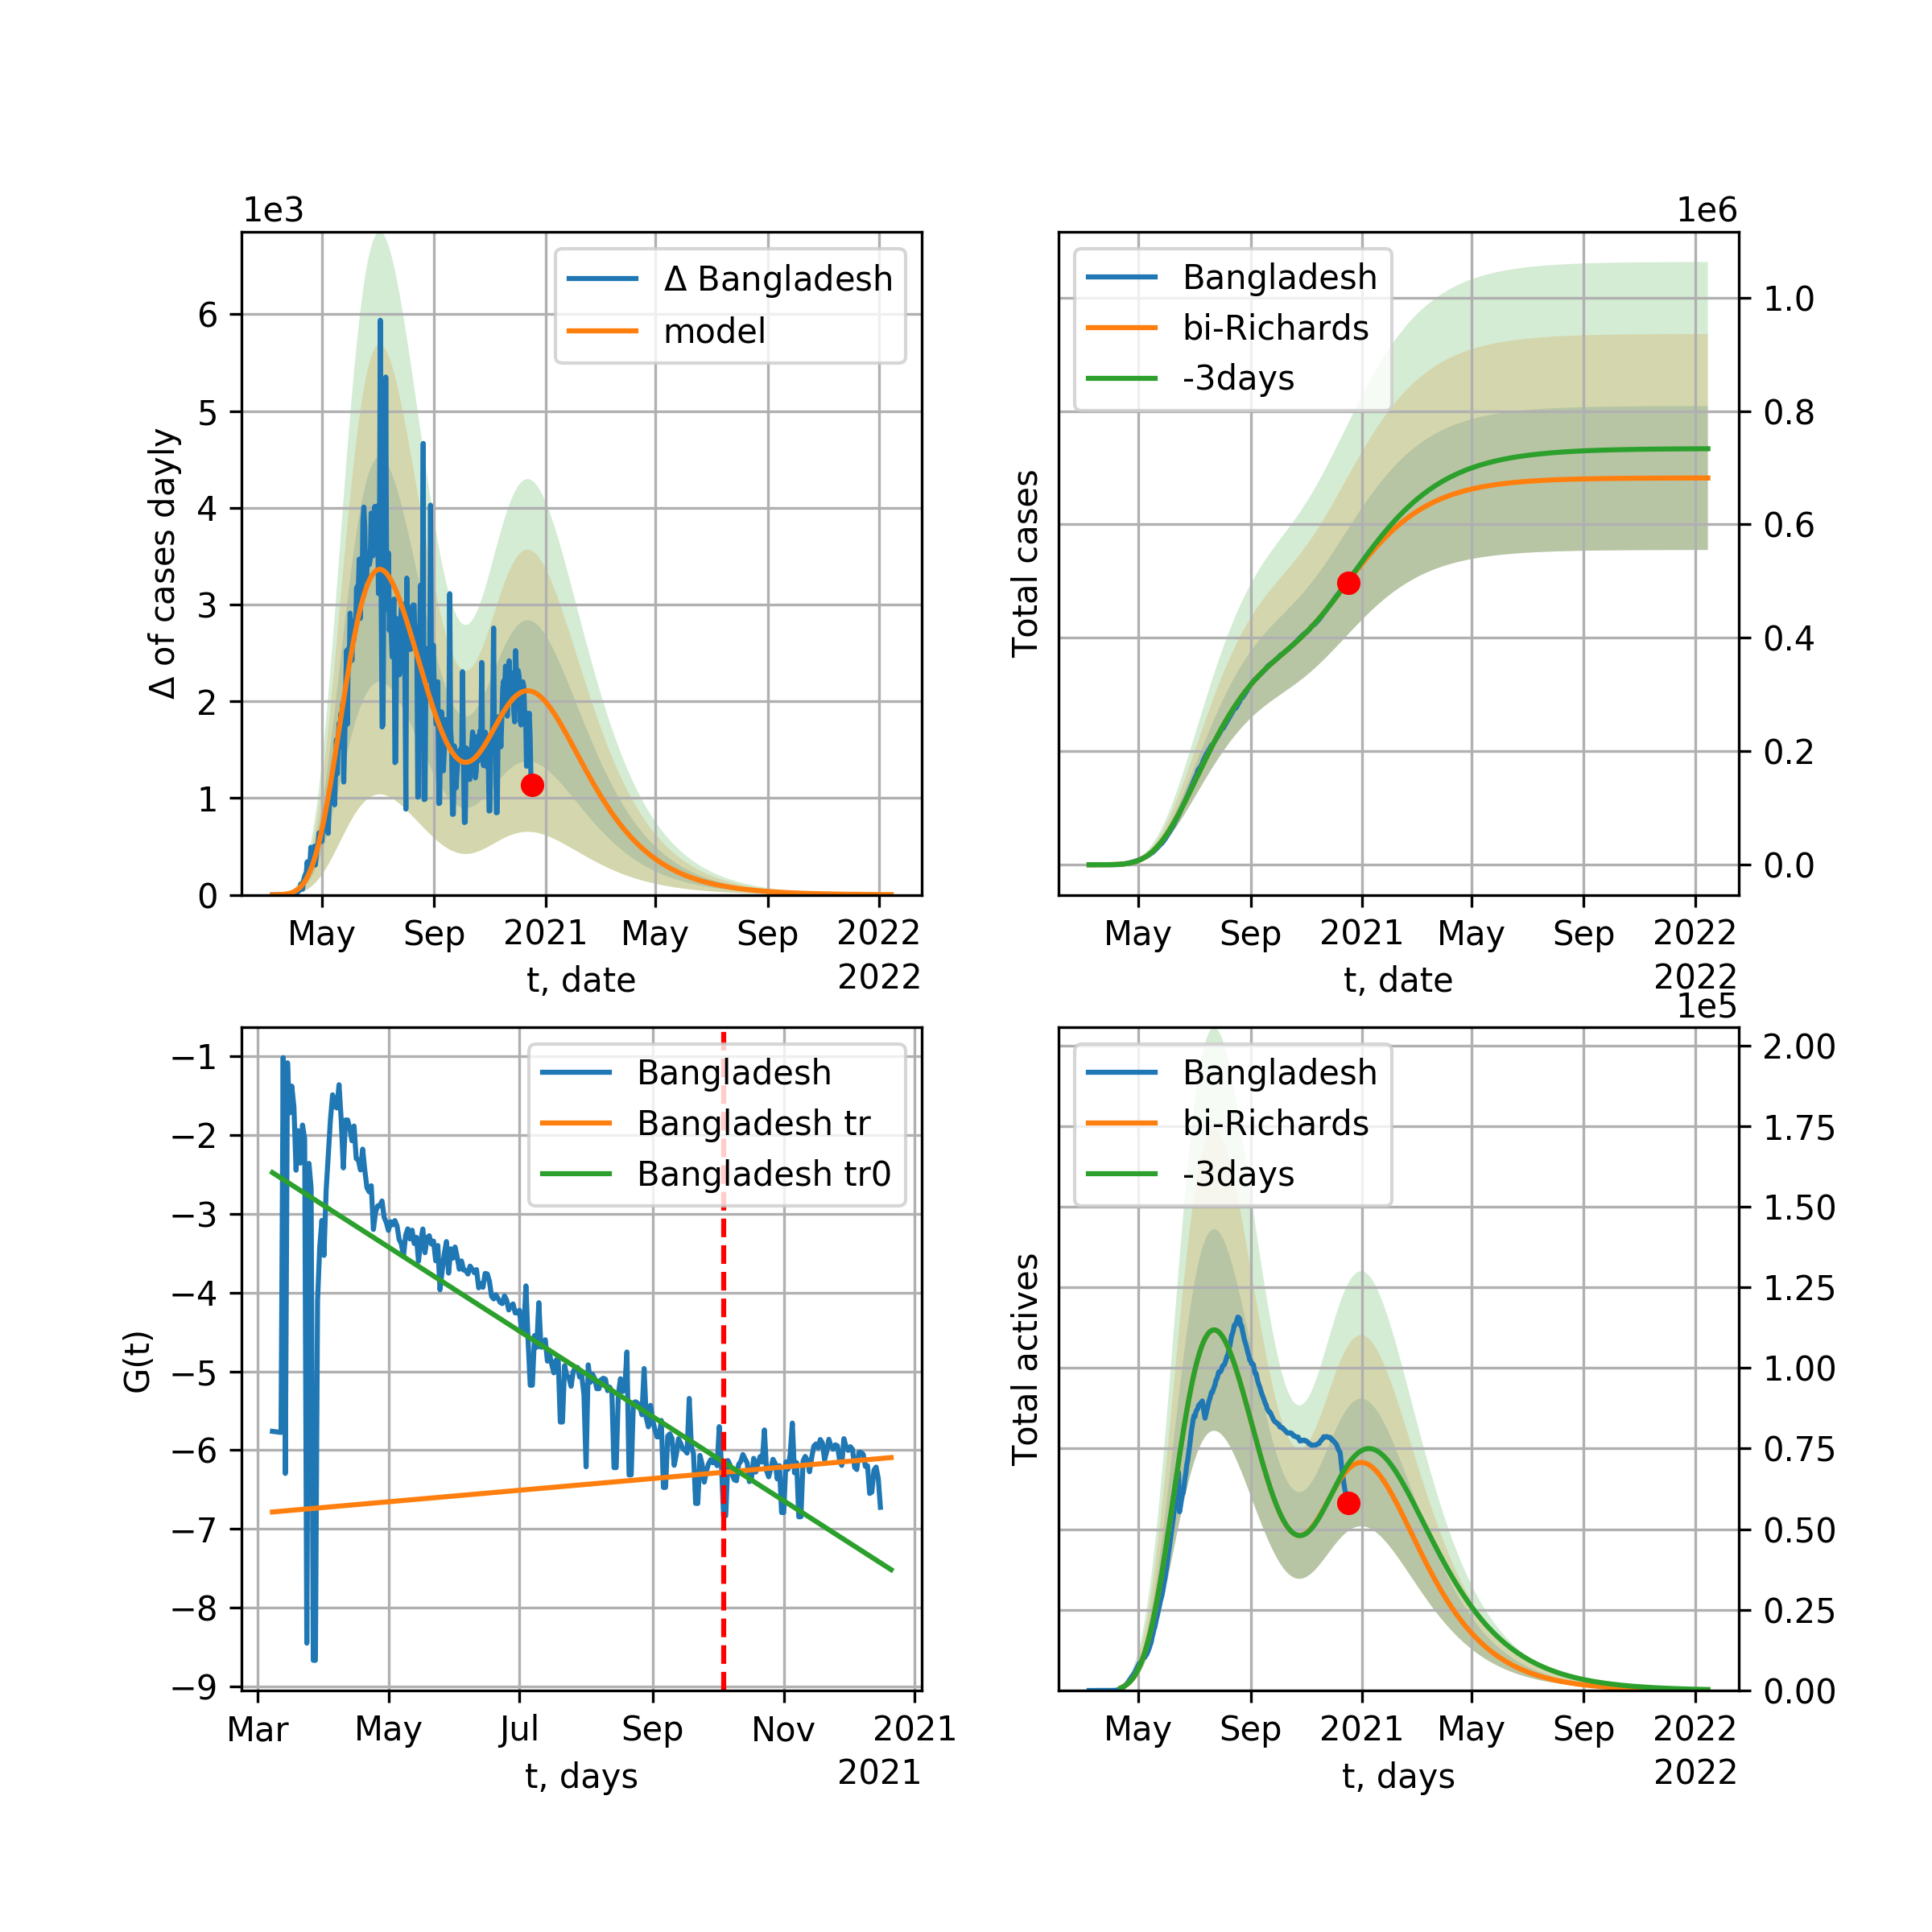 1e3
Δ of cases dayly
6
5
4
3
2
1
0
Δ Bangladesh
model
May Sep 2021 May Sep 2022
t, date
2022
1e6
Total cases
Bangladesh
bi-Richards
-3days
1.0
0.8
0.6
0.4
0.2
0.0
May Sep 2021 May Sep 2022
t, date
2022
G(t)
−1
−2
−3
−4
−5
−6
−7
−8
−9
Bangladesh
Bangladesh tr
Bangladesh tr0
Mar May Jul Sep Nov 2021
t, days
2021
1e5
Total actives
Bangladesh
bi-Richards
-3days
2.00
1.75
1.50
1.25
1.00
0.75
0.50
0.25
0.00
May Sep 2021 May Sep 2022
t, days
2022